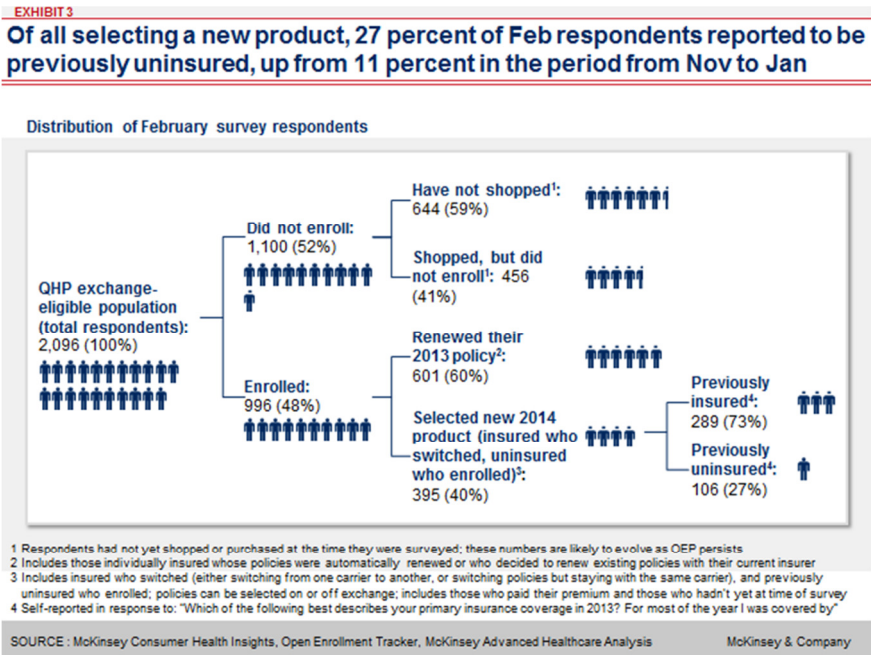 EXHIBIT 3
Of all selecting a new product, 27 percent of Feb respondents reported to be
previously uninsured, up from 11 percent in the period from Nov to Jan
Distribution of February survey respondents
QHP exchange-
eligible population
(total respondents):
2,096 (100%)
Did not enroll:
1,100 (52%)
Enrolled:
996 (48%)
Have not shopped¹:
644 (59%)
Shopped, but did
not enroll¹: 456
(41%)
Renewed their
2013 policy²:
601 (60%)
Selected new 2014
product (insured who
switched, uninsured
who enrolled)³:
395 (40%)
Previously
insured⁴:
289 (73%)
Previously
uninsured⁴:
106 (27%)
1 Respondents had not yet shopped or purchased at the time they were surveyed; these numbers are likely to evolve as OEP persists
2 Includes those individually insured whose policies were automatically renewed or who decided to renew existing policies with their current insurer
3 Includes insured who switched (either switching from one carrier to another, or switching policies but staying with the same carrier), and previously
uninsured who enrolled; policies can be selected on or off exchange; includes those who paid their premium and those who hadn't yet at time of survey
4 Self-reported in response to: "Which of the following best describes your primary insurance coverage in 2013? For most of the year I was covered by"
SOURCE : McKinsey Consumer Health Insights, Open Enrollment Tracker, McKinsey Advanced Healthcare Analysis
McKinsey & Company